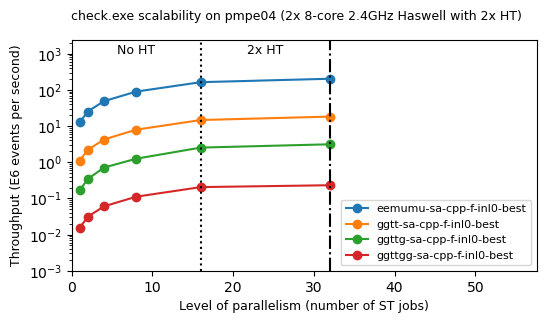 check.exe scalability on pmpe04 (2x 8-core 2.4GHz Haswell with 2x HT)
No HT
2x HT
10³
10²
10¹
10⁰
10⁻¹
10⁻²
10⁻³
Throughput (E6 events per second)
eemumu-sa-cpp-f-inl0-best
ggtt-sa-cpp-f-inl0-best
ggttg-sa-cpp-f-inl0-best
ggttgg-sa-cpp-f-inl0-best
0 10 20 30 40 50
Level of parallelism (number of ST jobs)